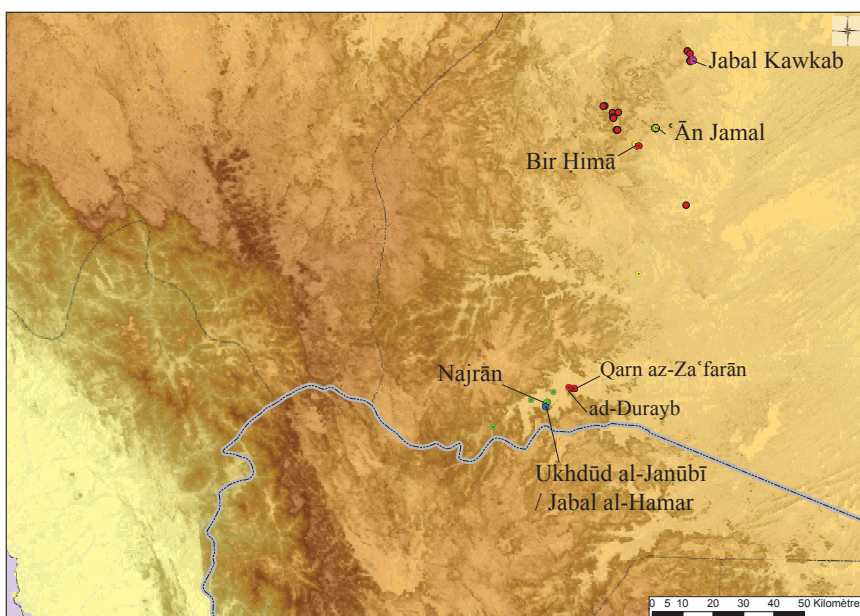 Jabal Kawkab
ʿĀn Jamal
Bir Ḥimā
Qarn az-Zaʿfarān
Najrān
ad-Durayb
Ukhdūd al-Janūbī
/ Jabal al-Hamar
0 5 10 20 30 40 50 Kilomètre